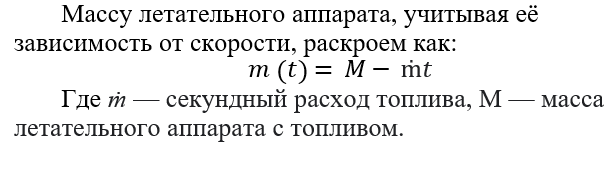 Массу летательного аппарата, учитывая её
зависимость от скорости, раскроем как:
m (t) = M − ṁt
Где ṁ — секундный расход топлива, M — масса
летательного аппарата с топливом.